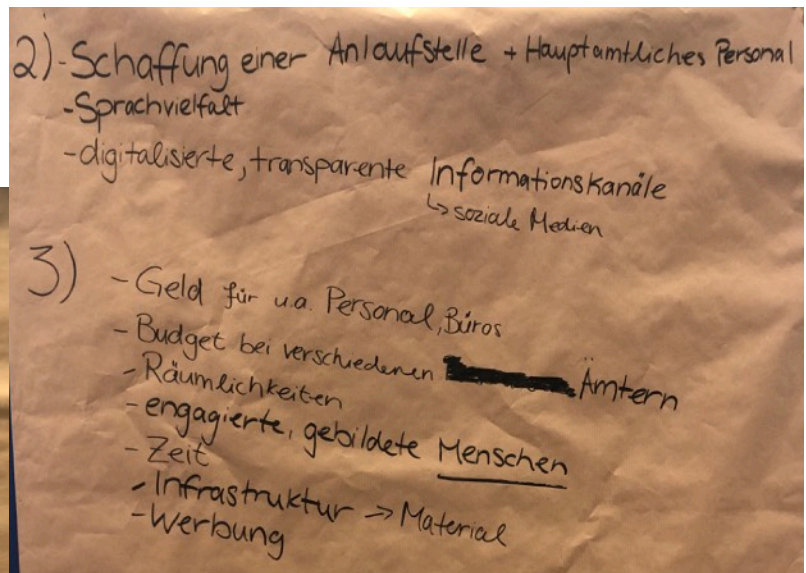 2) - Schaffung einer Anlaufstelle + Hauptamtliches Personal
- Sprachvielfalt
- digitalisierte, transparente Informationskanäle
↳ soziale Medien
3) - Geld für u.a. Personal, Büros
- Budget bei verschiedenen Ämtern
- Räumlichkeiten
- engagierte, gebildete Menschen
- Zeit
- Infrastruktur → Material
- Werbung